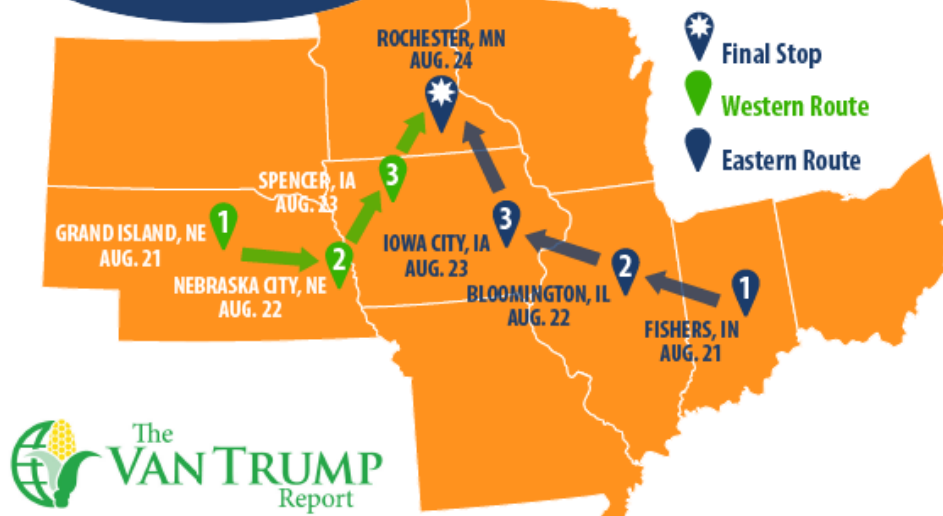 ROCHESTER, MN
AUG. 24
Final Stop
Western Route
Eastern Route
3
SPENCER, IA
AUG. 23
1
GRAND ISLAND, NE
AUG. 21
2
NEBRASKA CITY, NE
AUG. 22
3
IOWA CITY, IA
AUG. 23
2
BLOOMINGTON, IL
AUG. 22
1
FISHERS, IN
AUG. 21
The
VAN TRUMP
Report